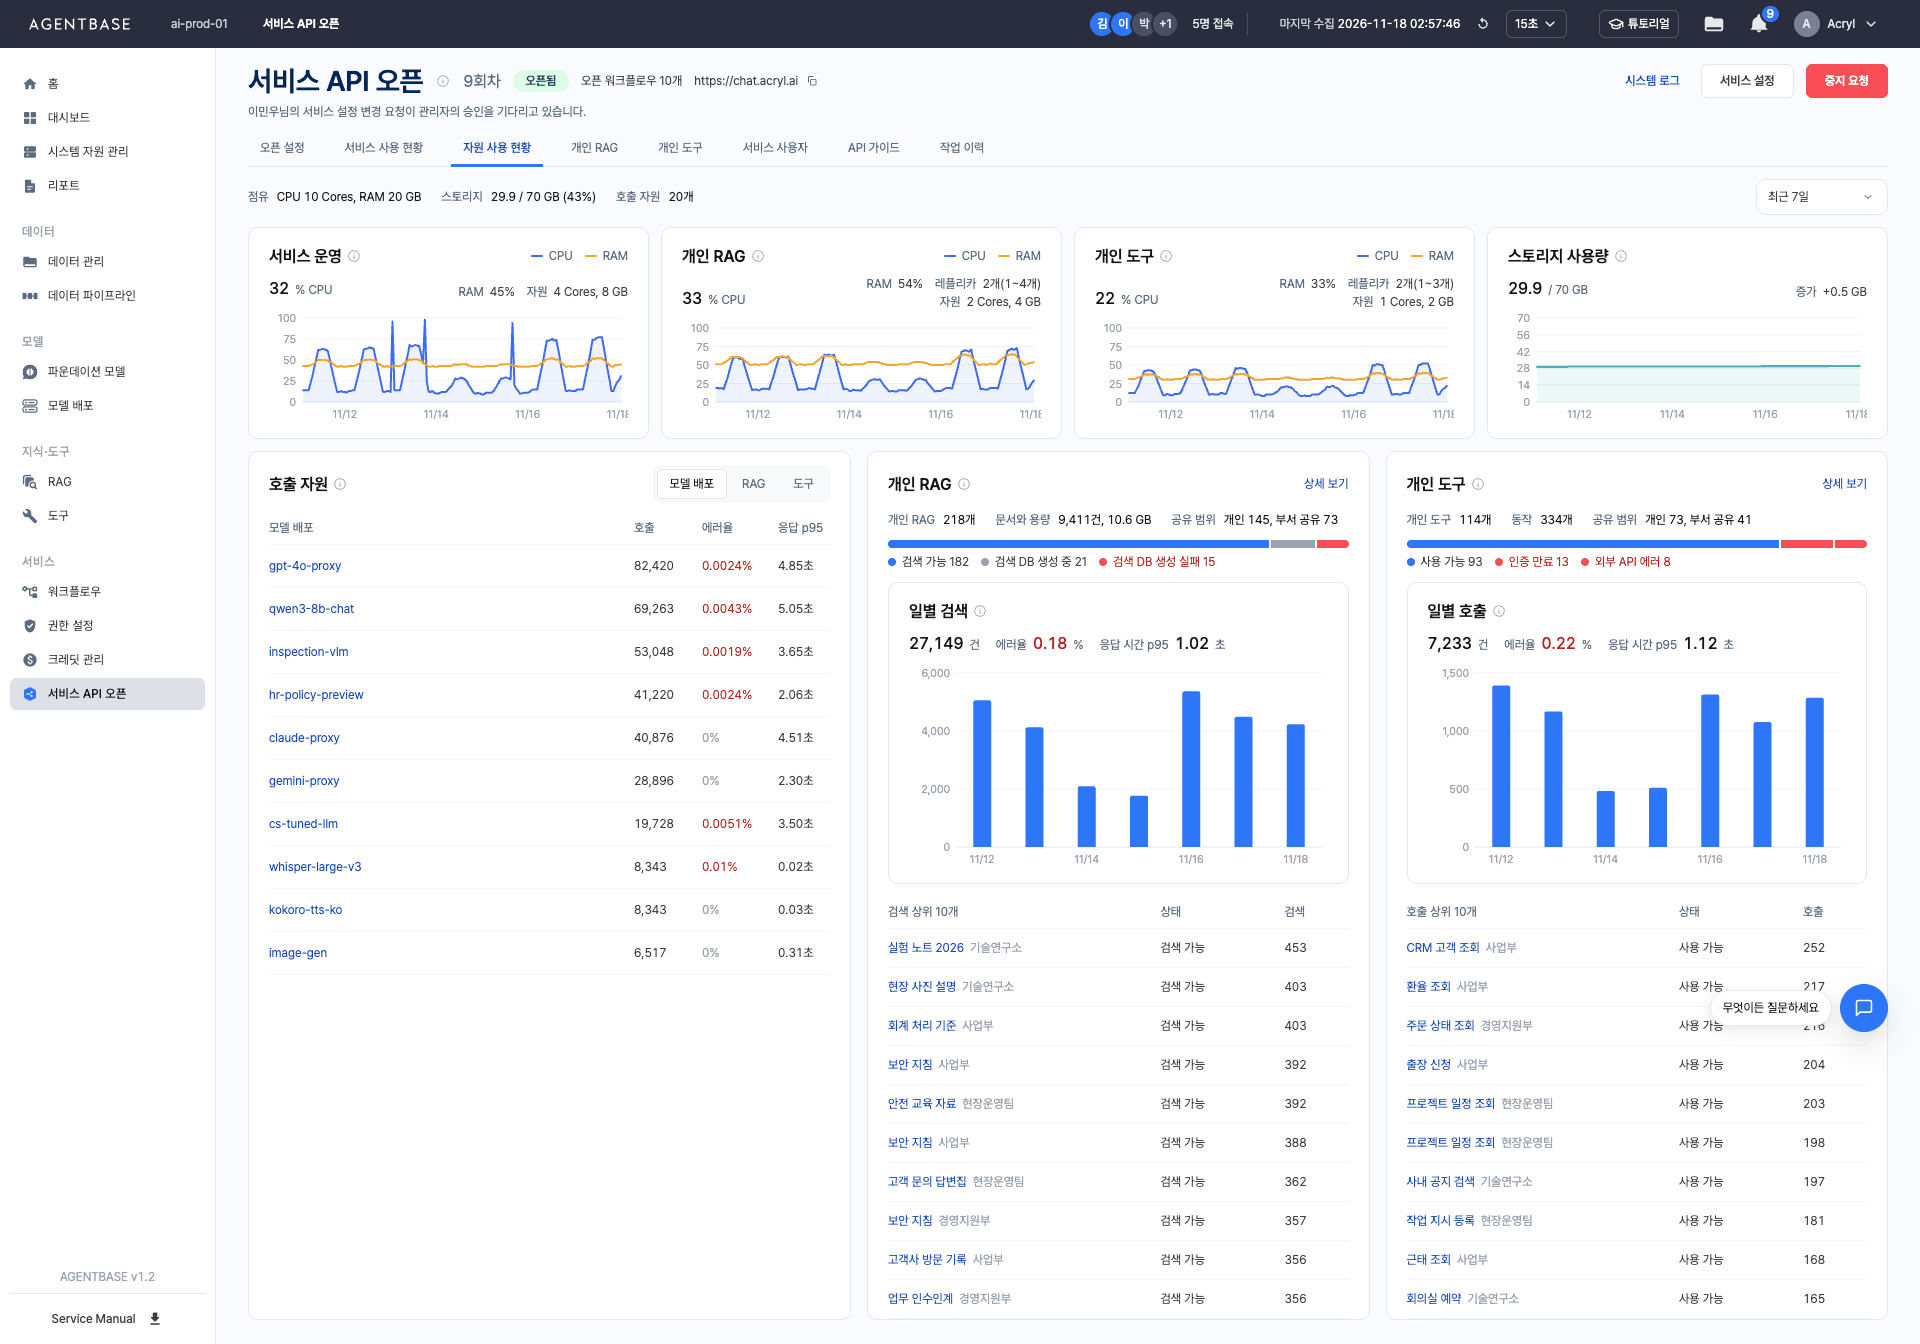 AGENTBASE
ai-prod-01
서비스 API 오픈
김 이 박 +1 5명 접속
마지막 수집 2026-11-18 02:57:46
15초
튜토리얼
9
A Acryl
홈
대시보드
시스템 자원 관리
리포트
데이터
데이터 관리
데이터 파이프라인
모델
파운데이션 모델
모델 배포
지식·도구
RAG
도구
서비스
워크플로우
권한 설정
크레딧 관리
서비스 API 오픈
AGENTBASE v1.2
Service Manual
서비스 API 오픈 9회차 오픈됨 오픈 워크플로우 10개 https://chat.acryl.ai
시스템 로그 서비스 설정 중지 요청
이민우님의 서비스 설정 변경 요청이 관리자의 승인을 기다리고 있습니다.
오픈 설정 서비스 사용 현황 자원 사용 현황 개인 RAG 개인 도구 서비스 사용자 API 가이드 작업 이력
점유 CPU 10 Cores, RAM 20 GB 스토리지 29.9 / 70 GB (43%) 호출 자원 20개
최근 7일
서비스 운영 CPU RAM
32 % CPU RAM 45% 자원 4 Cores, 8 GB
100
75
50
25
0
11/12 11/14 11/16 11/18
개인 RAG CPU RAM
RAM 54% 레플리카 2개(1~4개)
33 % CPU 자원 2 Cores, 4 GB
100
75
50
25
0
11/12 11/14 11/16 11/18
개인 도구 CPU RAM
RAM 33% 레플리카 2개(1~3개)
22 % CPU 자원 1 Cores, 2 GB
100
75
50
25
0
11/12 11/14 11/16 11/18
스토리지 사용량
29.9 / 70 GB 증가 +0.5 GB
70
56
42
28
14
0
11/12 11/14 11/16 11/18
호출 자원 모델 배포 RAG 도구
모델 배포 호출 에러율 응답 p95
gpt-4o-proxy 82,420 0.0024% 4.85초
qwen3-8b-chat 69,263 0.0043% 5.05초
inspection-vlm 53,048 0.0019% 3.65초
hr-policy-preview 41,220 0.0024% 2.06초
claude-proxy 40,876 0% 4.51초
gemini-proxy 28,896 0% 2.30초
cs-tuned-llm 19,728 0.0051% 3.50초
whisper-large-v3 8,343 0.01% 0.02초
kokoro-tts-ko 8,343 0% 0.03초
image-gen 6,517 0% 0.31초
개인 RAG 상세 보기
개인 RAG 218개 문서와 용량 9,411건, 10.6 GB 공유 범위 개인 145, 부서 공유 73
검색 가능 182 검색 DB 생성 중 21 검색 DB 생성 실패 15
일별 검색
27,149 건 에러율 0.18 % 응답 시간 p95 1.02 초
6,000
4,000
2,000
0
11/12 11/14 11/16 11/18
검색 상위 10개 상태 검색
실험 노트 2026 기술연구소 검색 가능 453
현장 사진 설명 기술연구소 검색 가능 403
회계 처리 기준 사업부 검색 가능 403
보안 지침 사업부 검색 가능 392
안전 교육 자료 현장운영팀 검색 가능 392
보안 지침 사업부 검색 가능 388
고객 문의 답변집 현장운영팀 검색 가능 362
보안 지침 경영지원부 검색 가능 357
고객사 방문 기록 사업부 검색 가능 356
업무 인수인계 경영지원부 검색 가능 356
개인 도구 상세 보기
개인 도구 114개 동작 334개 공유 범위 개인 73, 부서 공유 41
사용 가능 93 인증 만료 13 외부 API 에러 8
일별 호출
7,233 건 에러율 0.22 % 응답 시간 p95 1.12 초
1,500
1,000
500
0
11/12 11/14 11/16 11/18
호출 상위 10개 상태 호출
CRM 고객 조회 사업부 사용 가능 252
환율 조회 사업부 사용 가능 217
주문 상태 조회 경영지원부 사용 가능 216
출장 신청 사업부 사용 가능 204
프로젝트 일정 조회 현장운영팀 사용 가능 203
프로젝트 일정 조회 현장운영팀 사용 가능 198
사내 공지 검색 기술연구소 사용 가능 197
작업 지시 등록 현장운영팀 사용 가능 181
근태 조회 사업부 사용 가능 168
회의실 예약 기술연구소 사용 가능 165
무엇이든 질문하세요